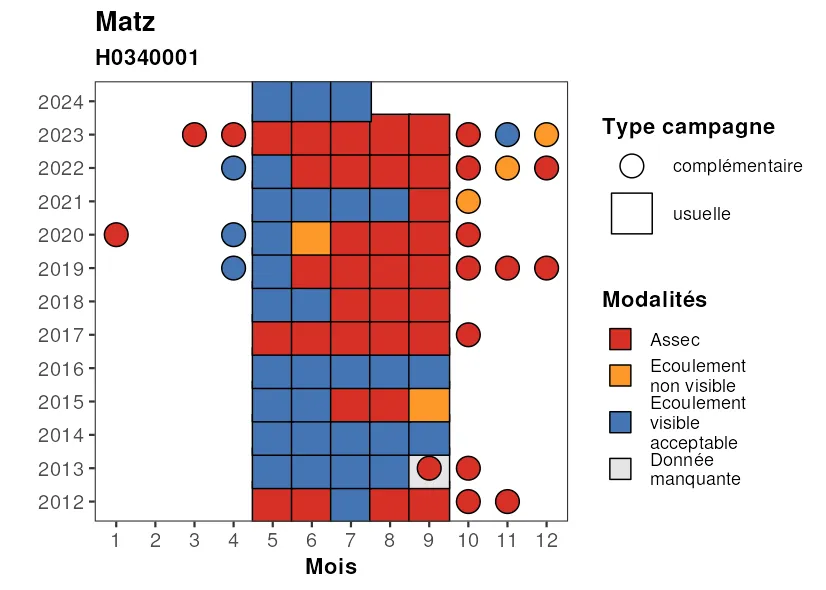 Matz
H0340001
2024
2023
2022
2021
2020
2019
2018
2017
2016
2015
2014
2013
2012
1 2 3 4 5 6 7 8 9 10 11 12
Mois
Type campagne
complémentaire
usuelle
Modalités
Assec
Ecoulement
non visible
Ecoulement
visible
acceptable
Donnée
manquante